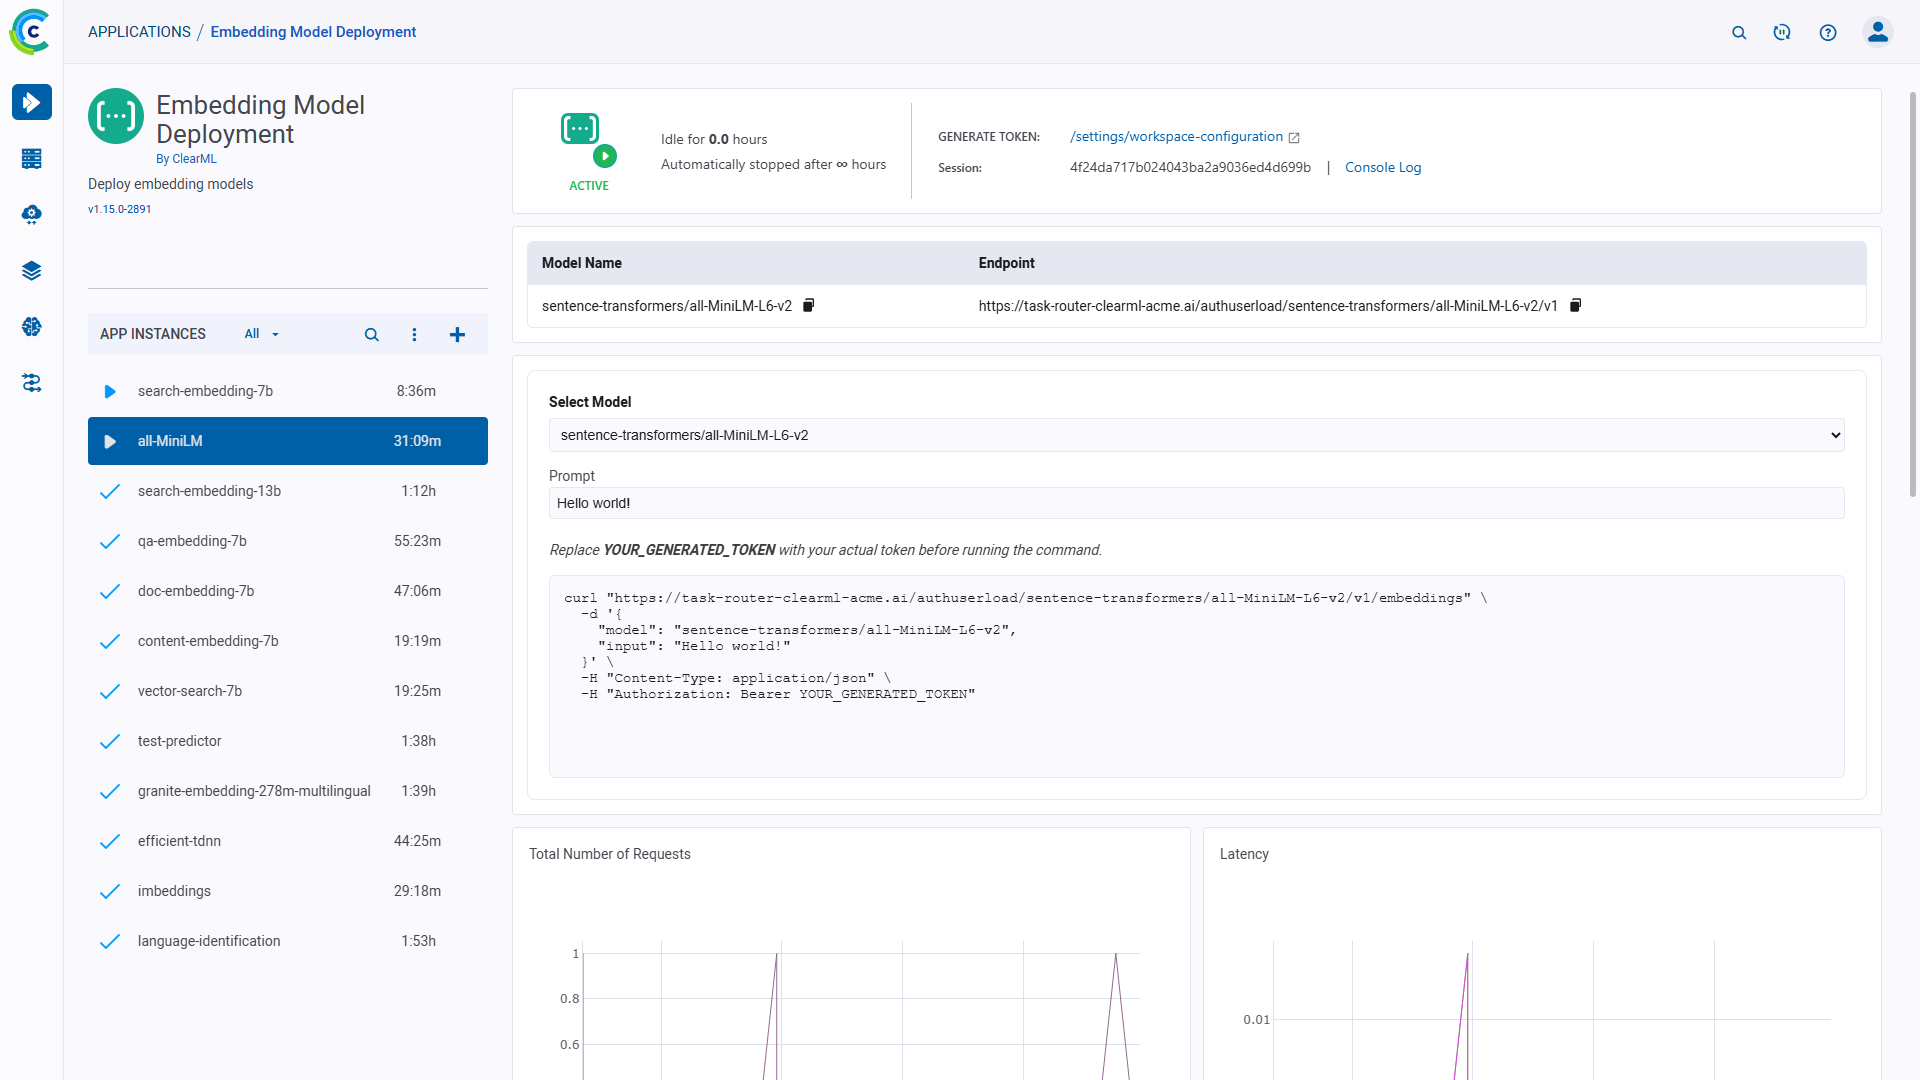 APPLICATIONS / Embedding Model Deployment
Embedding Model
Deployment
By ClearML
Deploy embedding models
v1.15.0-2891
APP INSTANCES All
search-embedding-7b 8:36m
all-MiniLM 31:09m
search-embedding-13b 1:12h
qa-embedding-7b 55:23m
doc-embedding-7b 47:06m
content-embedding-7b 19:19m
vector-search-7b 19:25m
test-predictor 1:38h
granite-embedding-278m-multilingual 1:39h
efficient-tdnn 44:25m
imbeddings 29:18m
language-identification 1:53h
ACTIVE
Idle for 0.0 hours
Automatically stopped after ∞ hours
GENERATE TOKEN: /settings/workspace-configuration
Session: 4f24da717b024043ba2a9036ed4d699b | Console Log
Model Name Endpoint
sentence-transformers/all-MiniLM-L6-v2 https://task-router-clearml-acme.ai/authuserload/sentence-transformers/all-MiniLM-L6-v2/v1
Select Model
sentence-transformers/all-MiniLM-L6-v2
Prompt
Hello world!
Replace YOUR_GENERATED_TOKEN with your actual token before running the command.
curl "https://task-router-clearml-acme.ai/authuserload/sentence-transformers/all-MiniLM-L6-v2/v1/embeddings" \
-d '{
"model": "sentence-transformers/all-MiniLM-L6-v2",
"input": "Hello world!"
}' \
-H "Content-Type: application/json" \
-H "Authorization: Bearer YOUR_GENERATED_TOKEN"
Total Number of Requests
1
0.8
0.6
Latency
0.01